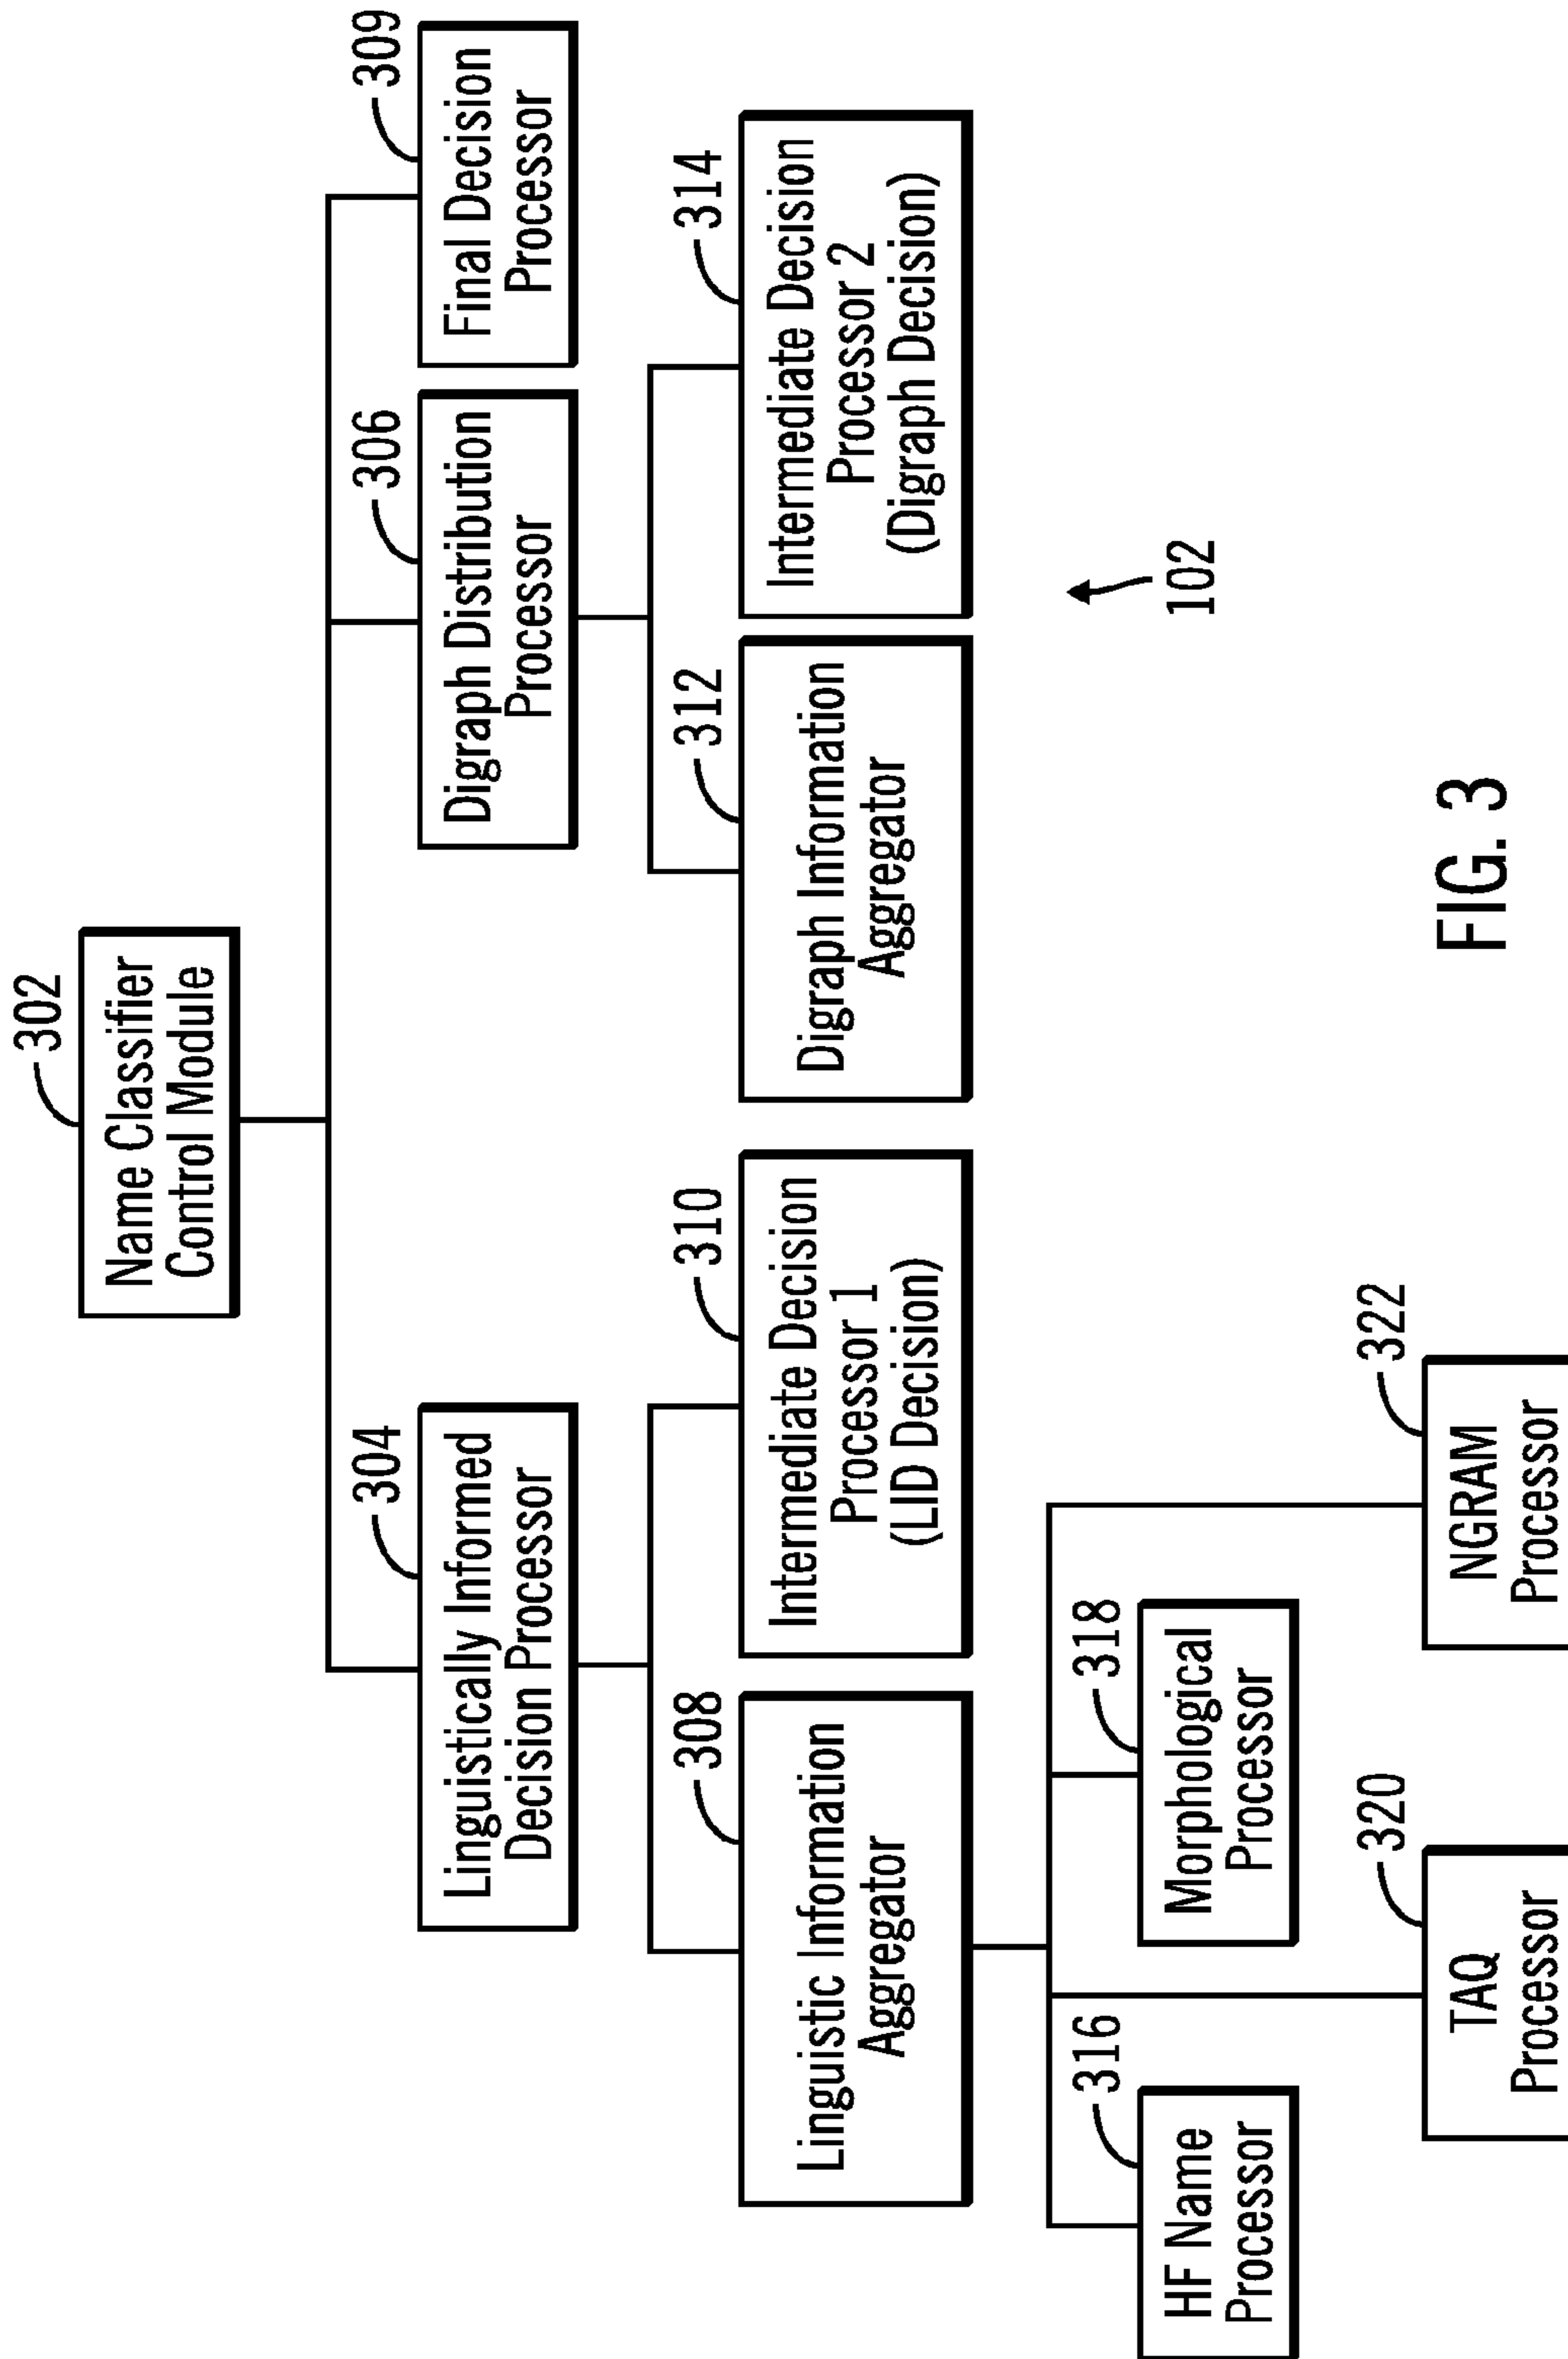 302
Name Classifier
Control Module
304
Linguistically Informed
Decision Processor
306
Digraph Distribution
Processor
309
Final Decision
Processor
308
Linguistic Information
Aggregator
310
Intermediate Decision
Processor 1
(LID Decision)
312
Digraph Information
Aggregator
314
Intermediate Decision
Processor 2
(Digraph Decision)
316
HF Name
Processor
318
Morphological
Processor
320
TAQ
Processor
322
NGRAM
Processor
102
FIG. 3